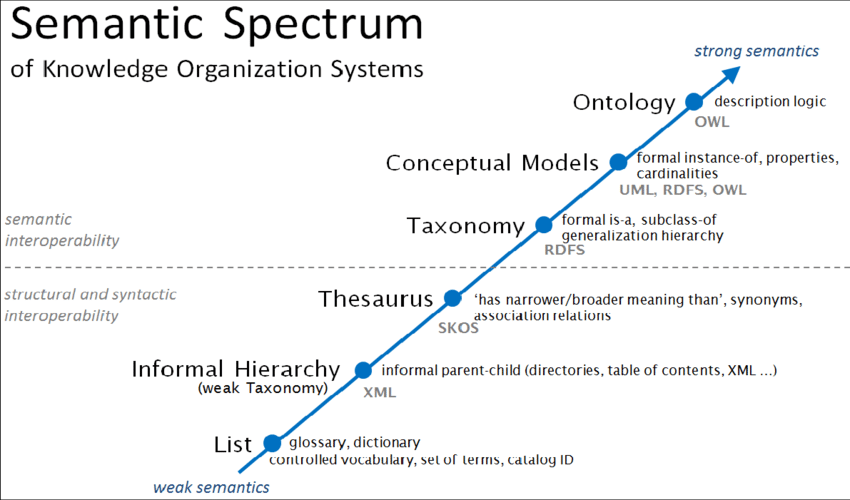 Semantic Spectrum
of Knowledge Organization Systems
strong semantics
Ontology
description logic
OWL
Conceptual Models
formal instance-of, properties,
cardinalities
UML, RDFS, OWL
semantic
interoperability
Taxonomy
formal is-a, subclass-of
generalization hierarchy
RDFS
structural and syntactic
interoperability
Thesaurus
‘has narrower/broader meaning than’, synonyms,
association relations
SKOS
Informal Hierarchy
(weak Taxonomy)
informal parent-child (directories, table of contents, XML ...)
XML
List
glossary, dictionary
controlled vocabulary, set of terms, catalog ID
weak semantics